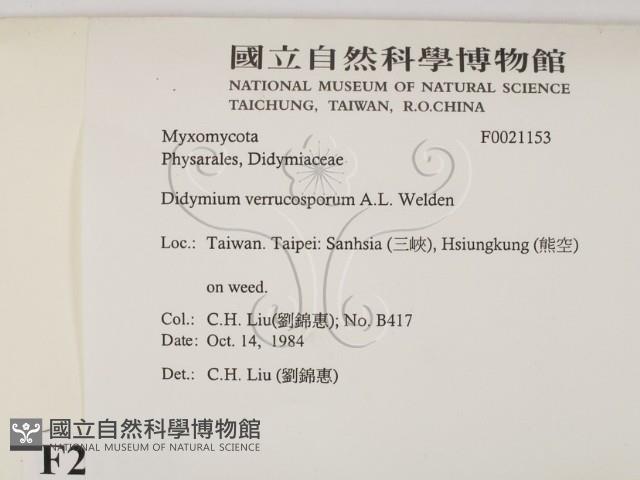 國立自然科學博物館
NATIONAL MUSEUM OF NATURAL SCIENCE
TAICHUNG, TAIWAN, R.O.CHINA
Myxomycota F0021153
Physarales, Didymiaceae
Didymium verrucosporum A.L. Welden
Loc.: Taiwan. Taipei: Sanhsia (三峽), Hsiungkung (熊空)
on weed.
Col.: C.H. Liu(劉錦惠); No. B417
Date: Oct. 14, 1984
Det.: C.H. Liu (劉錦惠)
國立自然科學博物館
NATIONAL MUSEUM OF NATURAL SCIENCE
F2